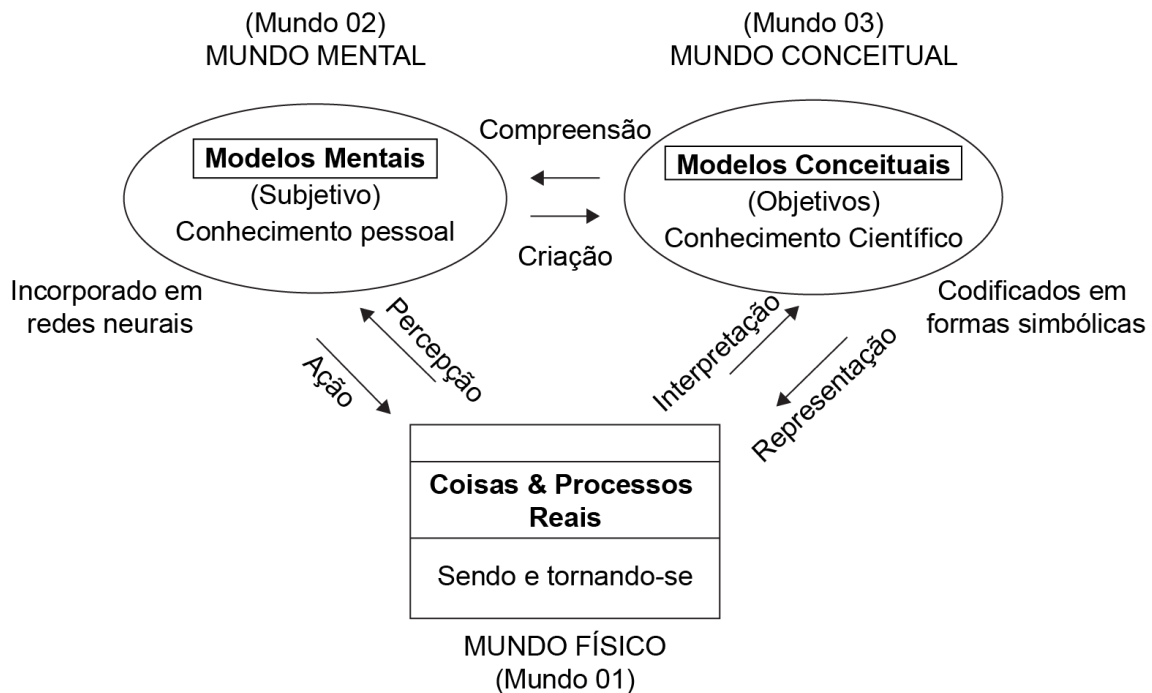 (Mundo 02)
MUNDO MENTAL
(Mundo 03)
MUNDO CONCEITUAL
Modelos Mentais
(Subjetivo)
Conhecimento pessoal
Compreensão
Criação
Modelos Conceituais
(Objetivos)
Conhecimento Científico
Incorporado em
redes neurais
Codificados em
formas simbólicas
Percepção
Ação
Interpretação
Representação
Coisas & Processos
Reais
Sendo e tornando-se
MUNDO FÍSICO
(Mundo 01)